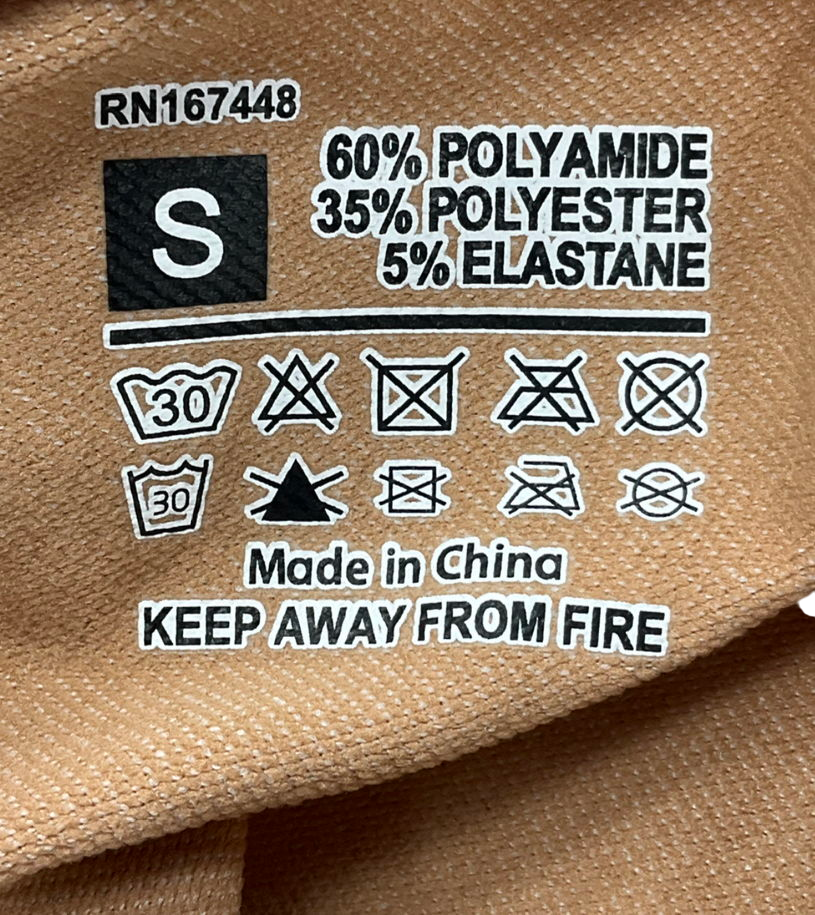 RN167448
S
60% POLYAMIDE
35% POLYESTER
5% ELASTANE
30
30
Made in China
KEEP AWAY FROM FIRE